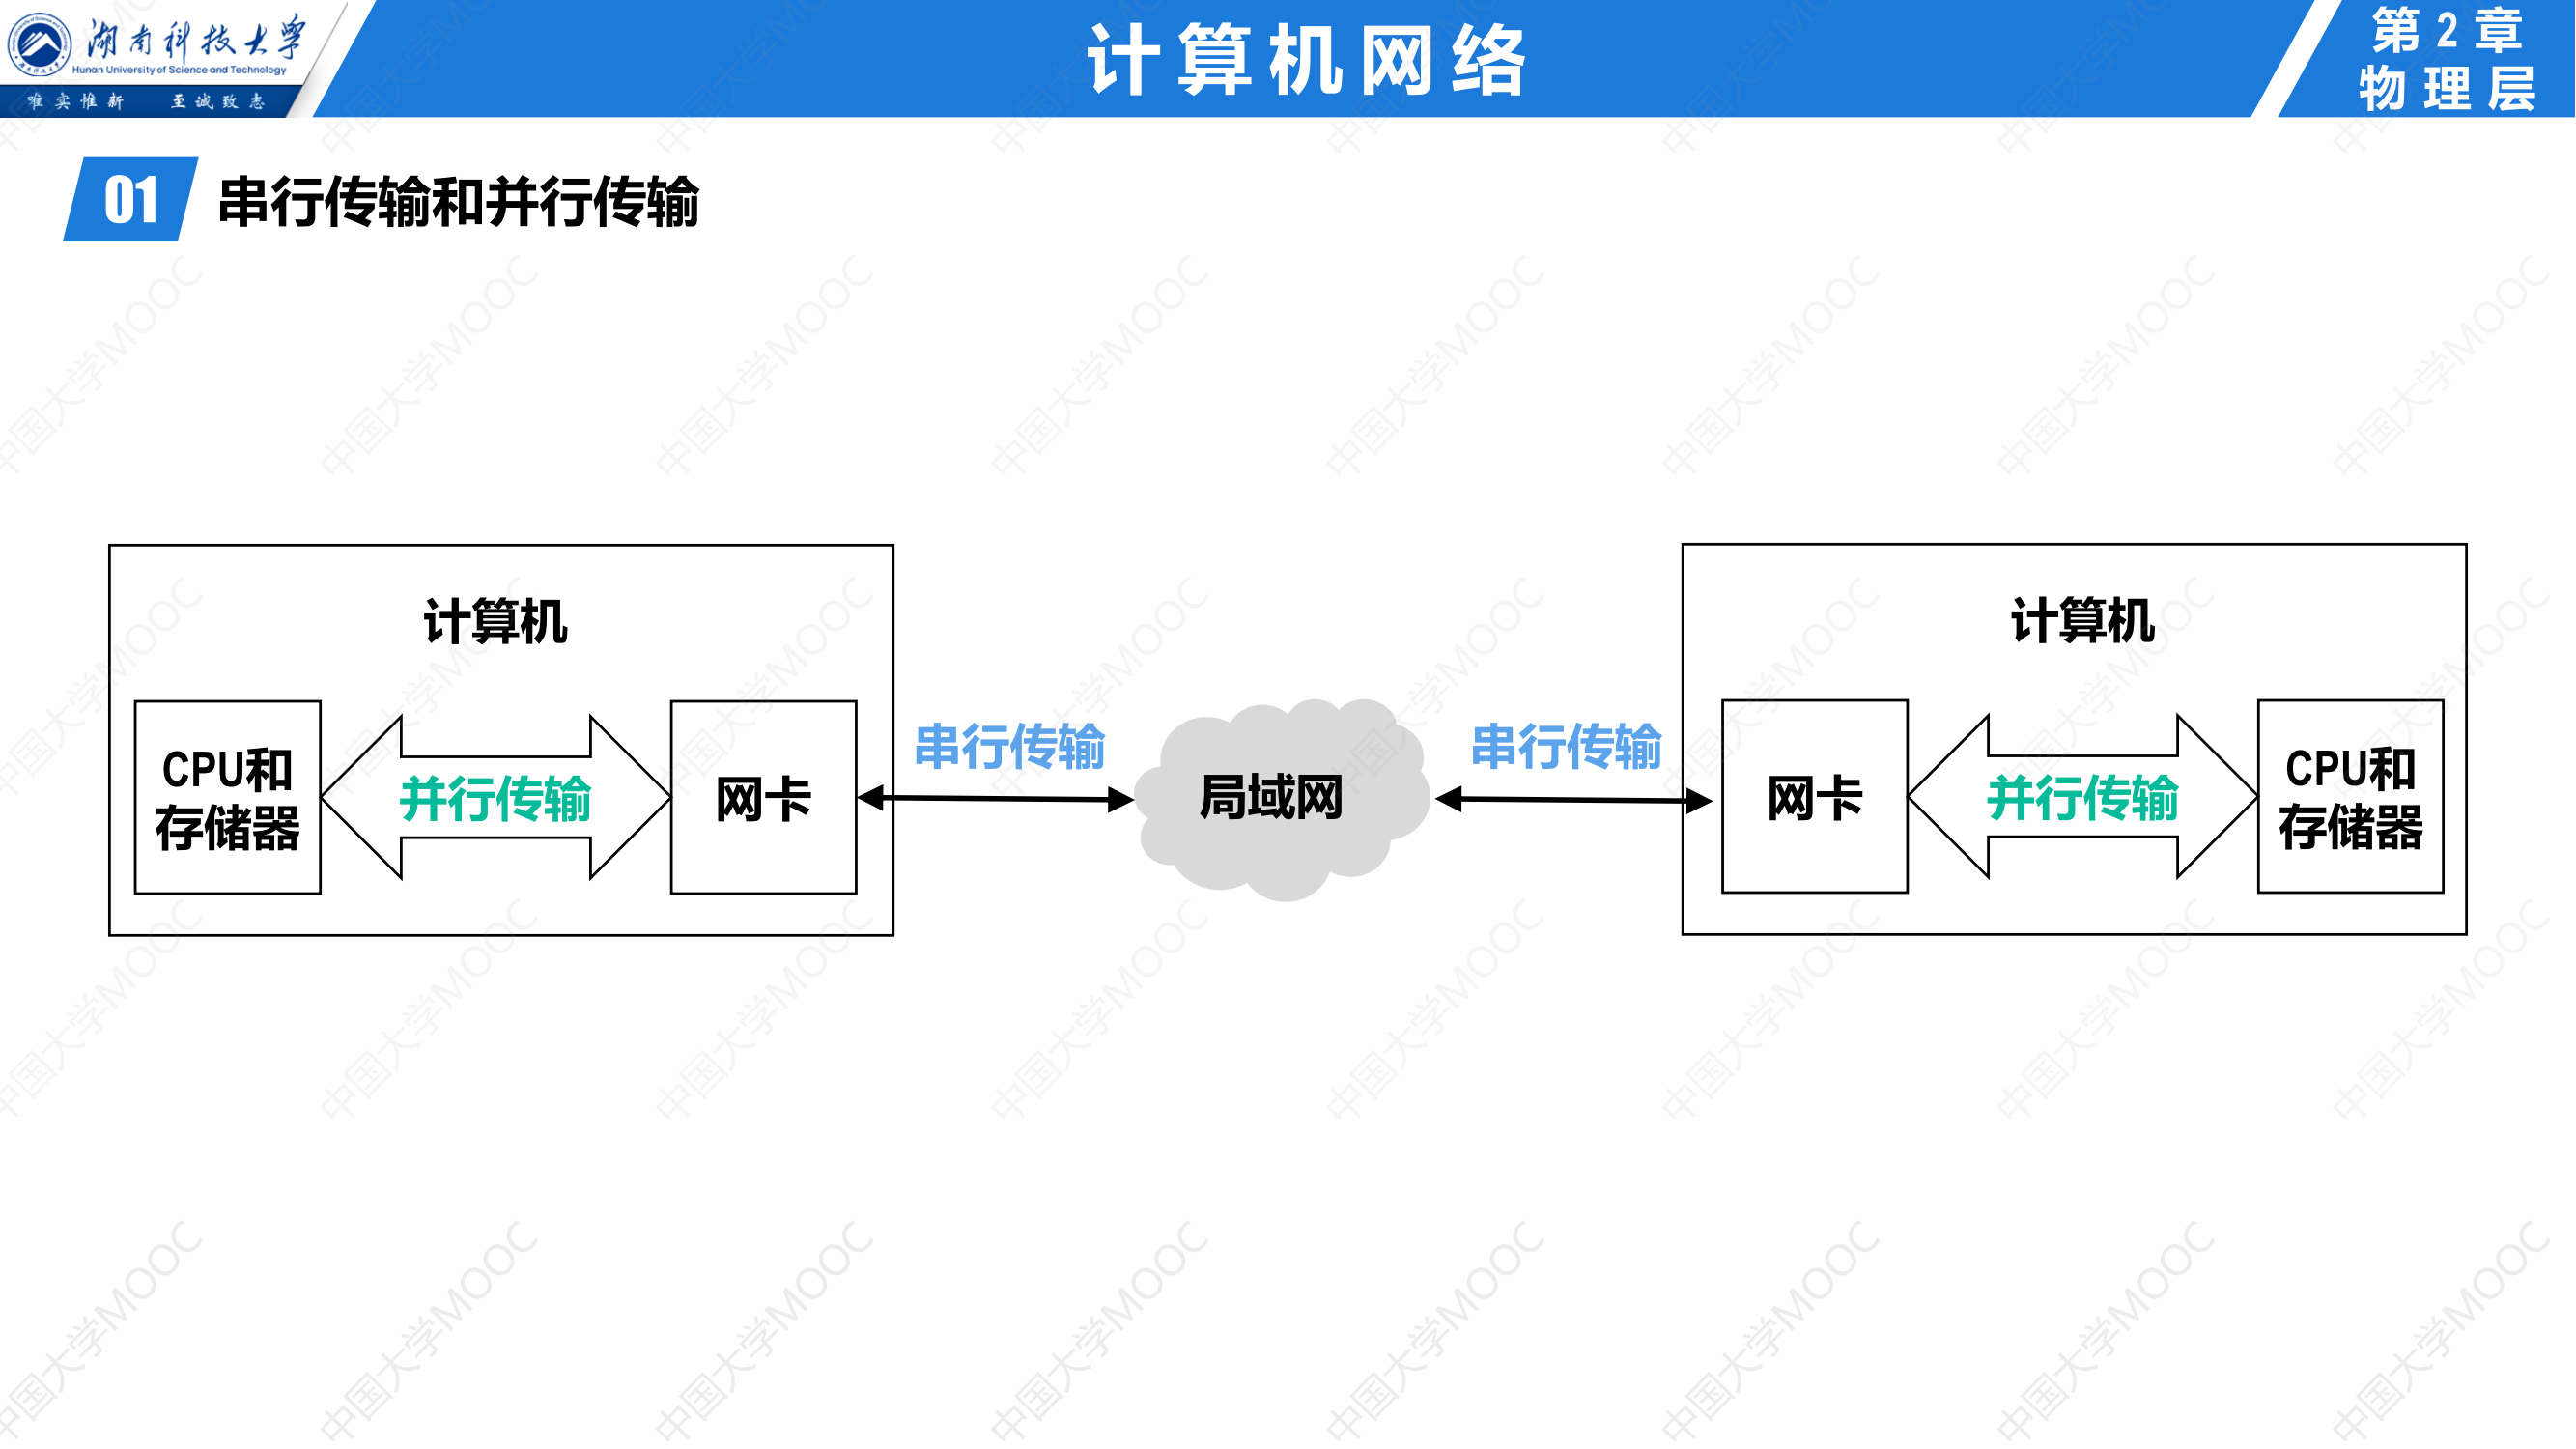 湖南科技大学
Hunan University of Science and Technology
唯实惟新 至诚致志
计算机网络
第2章
物理层
01 串行传输和并行传输
计算机
CPU和
存储器
并行传输
网卡
串行传输
局域网
串行传输
计算机
网卡
并行传输
CPU和
存储器
中国大学MOOC